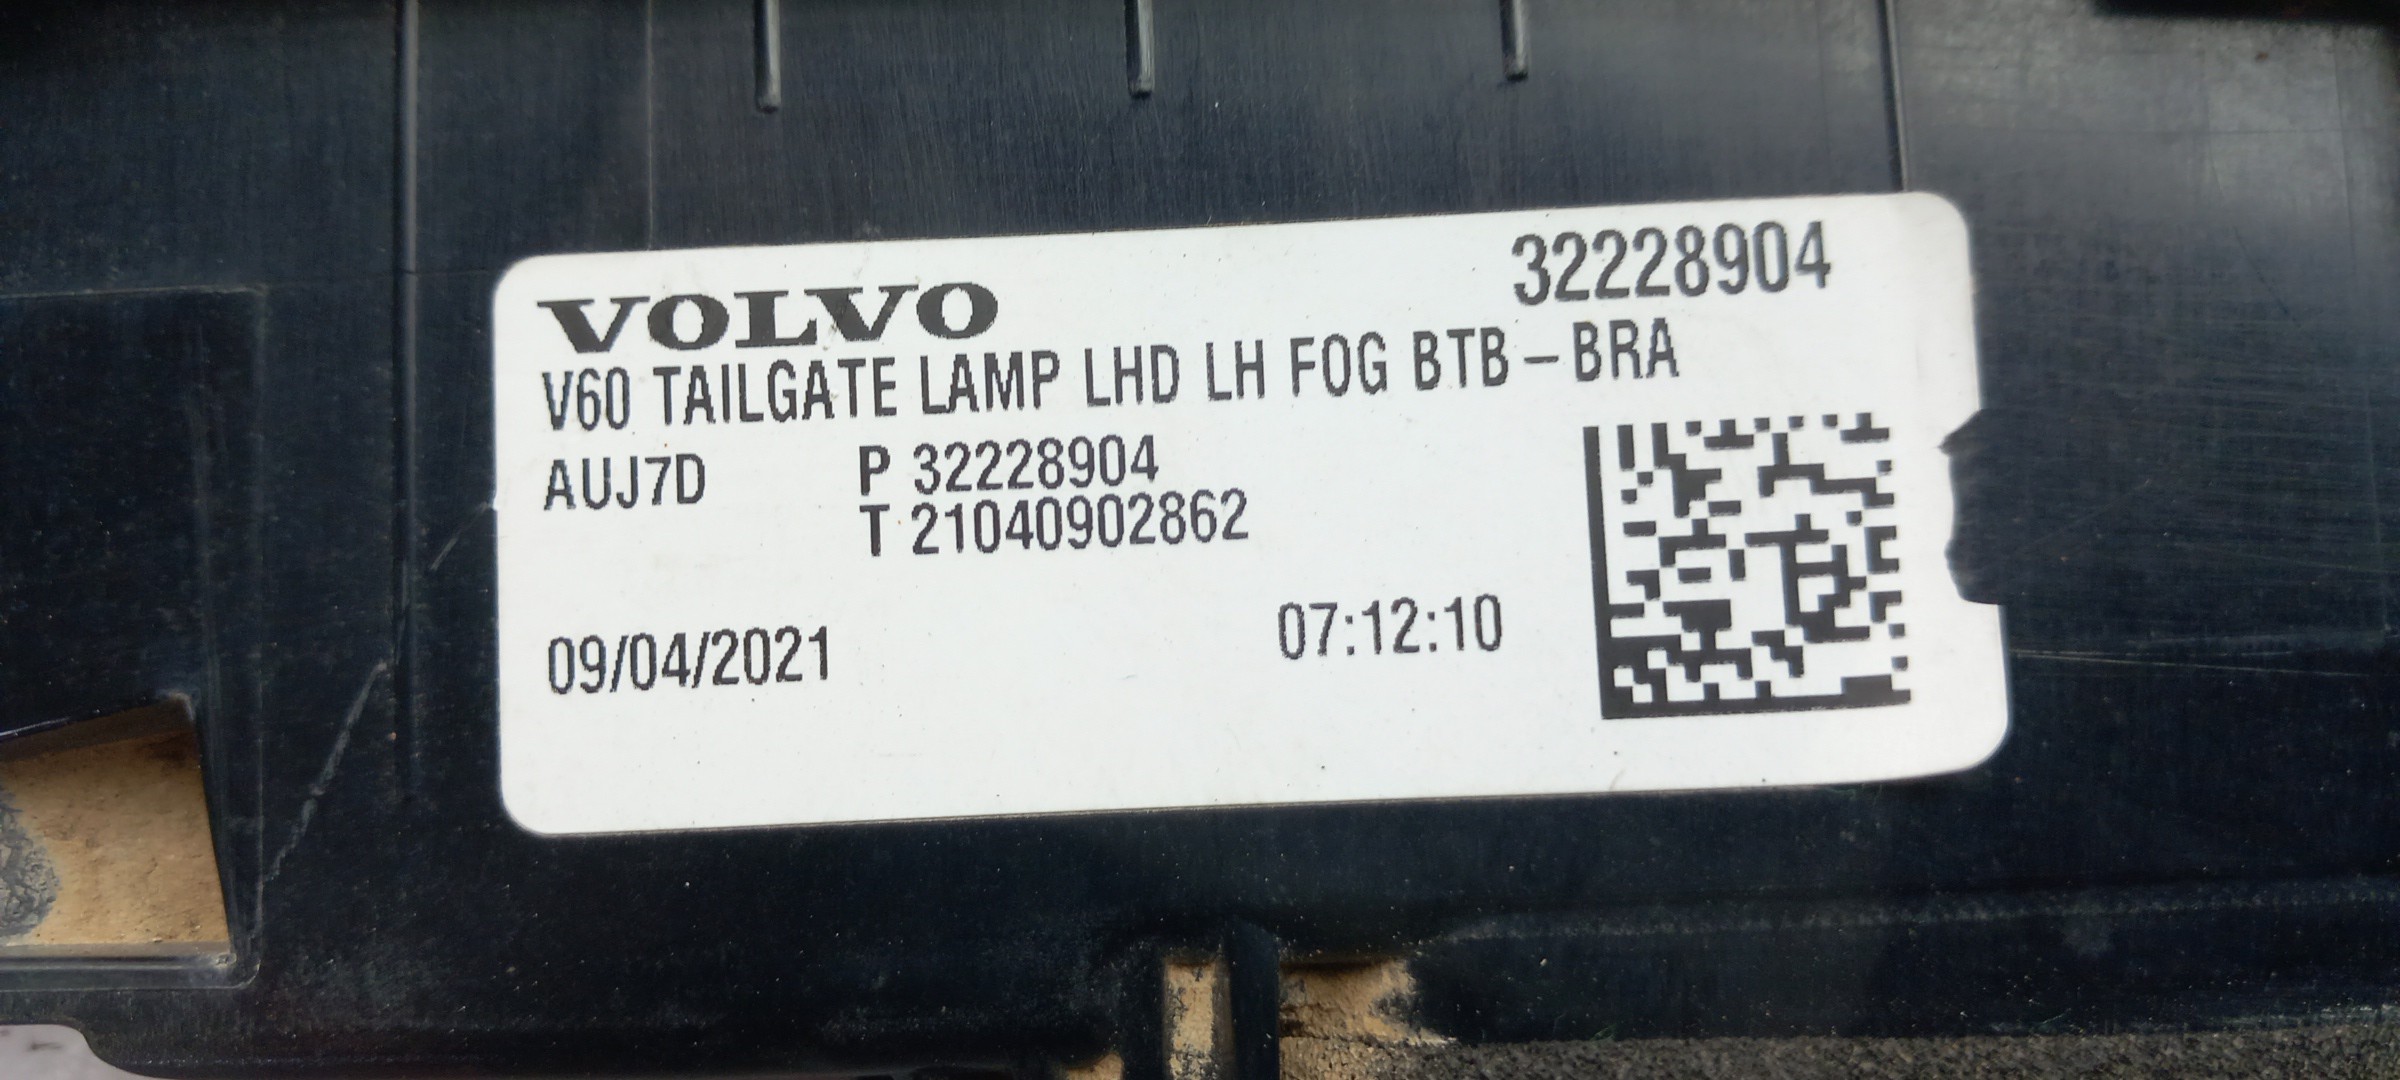 VOLVO 32228904
V60 TAILGATE LAMP LHD LH FOG BTB-BRA
AUJ7D P 32228904
T 21040902862
09/04/2021 07:12:10